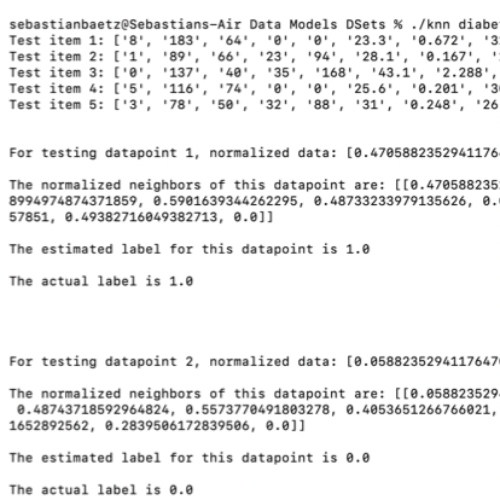 sebastianbaetz@Sebastians-Air Data Models DSets % ./knn diabe
Test item 1: ['8', '183', '64', '0', '0', '23.3', '0.672', '3
Test item 2: ['1', '89', '66', '23', '94', '28.1', '0.167', '
Test item 3: ['0', '137', '40', '35', '168', '43.1', '2.288',
Test item 4: ['5', '116', '74', '0', '0', '25.6', '0.201', '3
Test item 5: ['3', '78', '50', '32', '88', '31', '0.248', '26
For testing datapoint 1, normalized data: [0.4705882352941176
The normalized neighbors of this datapoint are: [[0.470588235
8994974874371859, 0.5901639344262295, 0.48733233979135626, 0.
57851, 0.49382716049382713, 0.0]]
The estimated label for this datapoint is 1.0
The actual label is 1.0
For testing datapoint 2, normalized data: [0.0588235294117647
The normalized neighbors of this datapoint are: [[0.058823529
0.48743718592964824, 0.5573770491803278, 0.4053651266766021,
1652892562, 0.2839506172839506, 0.0]]
The estimated label for this datapoint is 0.0
The actual label is 0.0